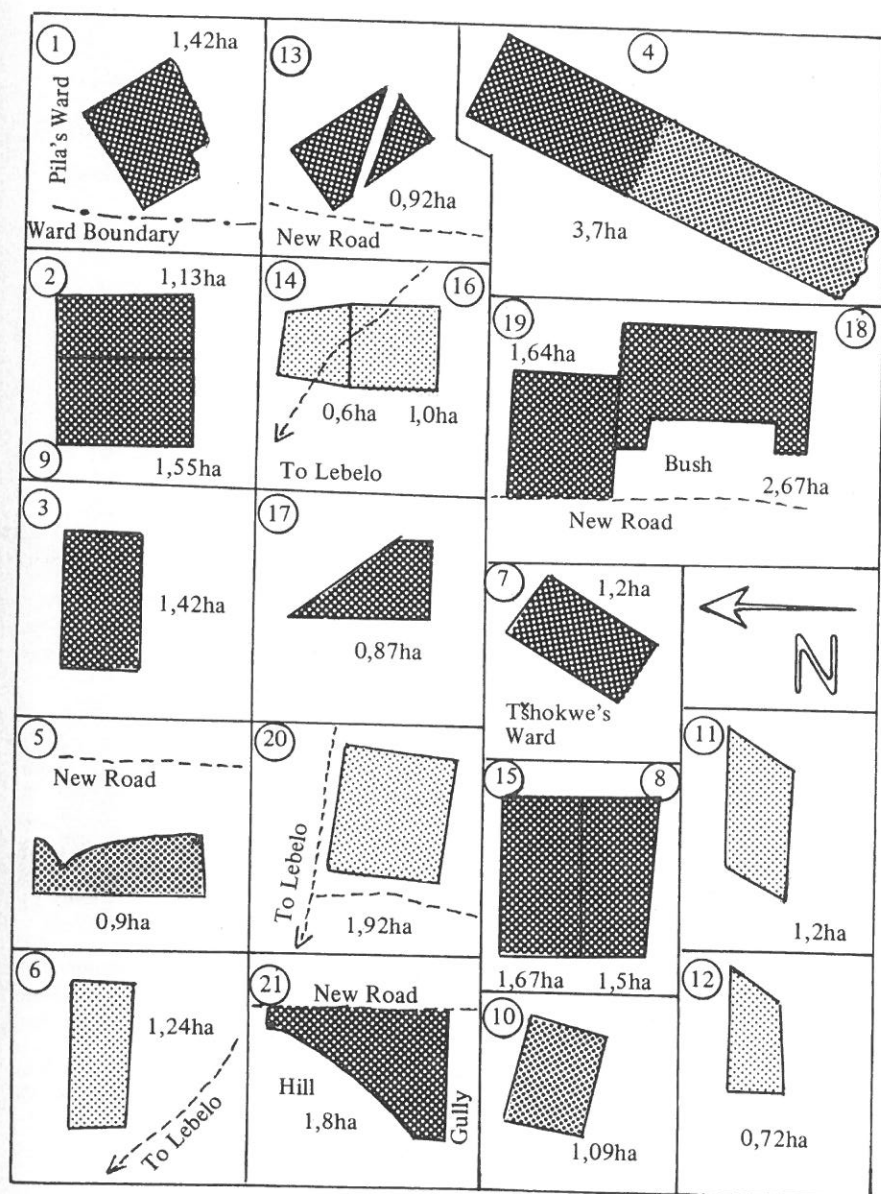 1
1,42ha
Pila's Ward
Ward Boundary
13
0,92ha
New Road
4
3,7ha
2
1,13ha
9
1,55ha
14
16
0,6ha
1,0ha
To Lebelo
19
18
1,64ha
Bush
2,67ha
New Road
3
1,42ha
17
0,87ha
7
1,2ha
Tšhokwe's
Ward
N
5
New Road
0,9ha
20
To Lebelo
1,92ha
15
8
1,67ha
1,5ha
11
1,2ha
6
1,24ha
To Lebelo
21
New Road
Hill
1,8ha
Gully
10
1,09ha
12
0,72ha